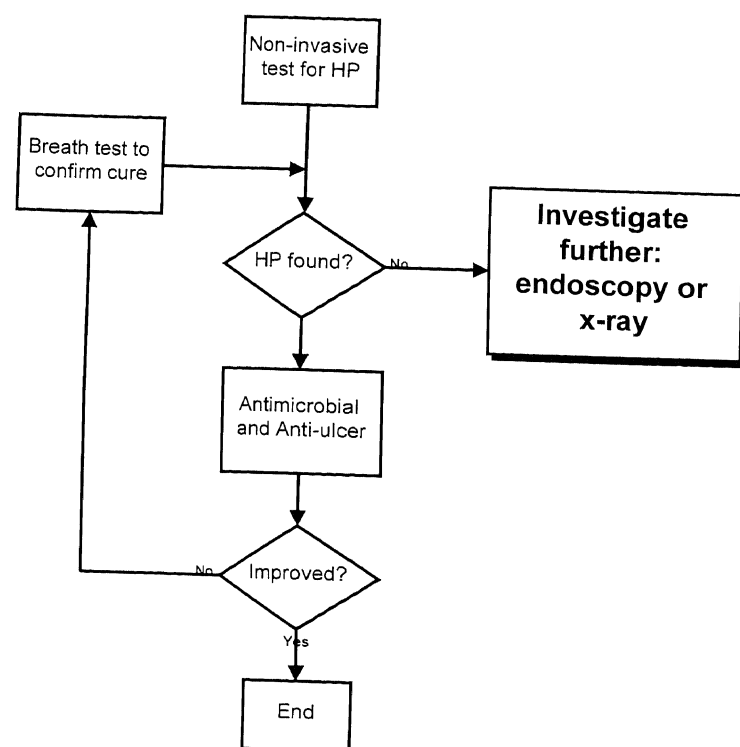 Non-invasive
test for HP
Breath test to
confirm cure
HP found?
No
Investigate
further:
endoscopy or
x-ray
Antimicrobial
and Anti-ulcer
Improved?
No
Yes
End